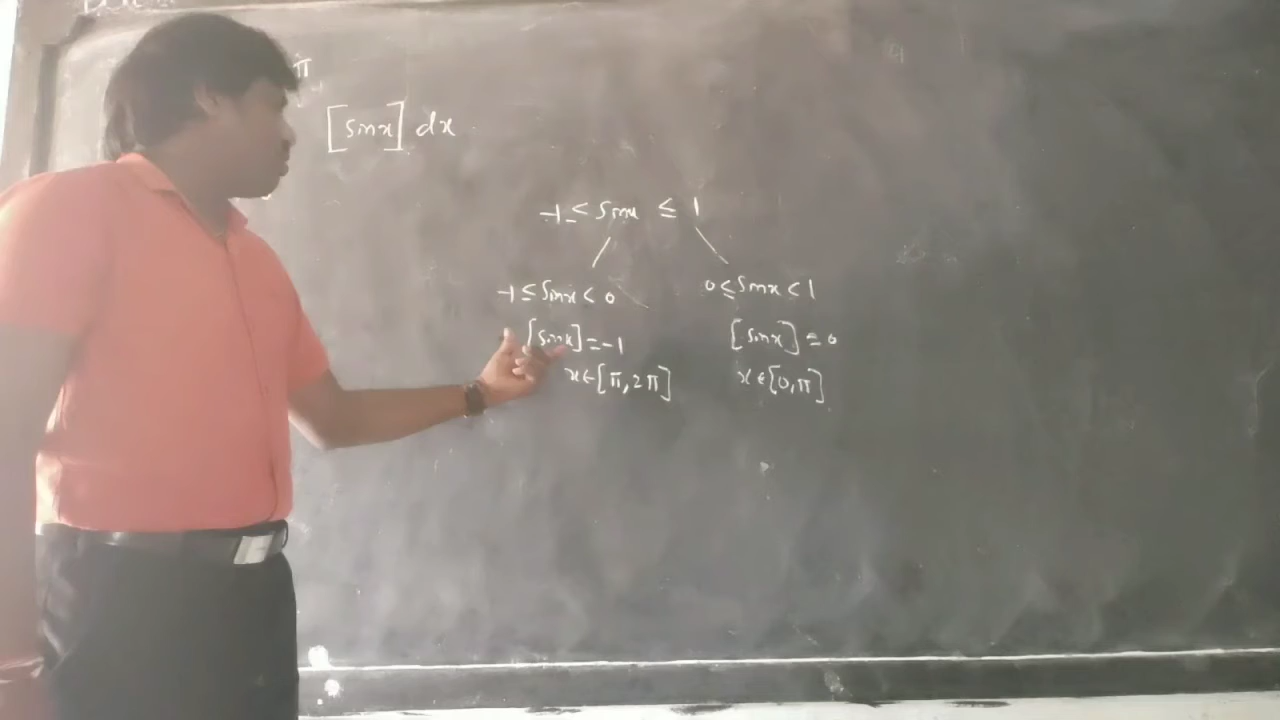 π
[sinx] dx
-1 ≤ sinx ≤ 1
-1 ≤ sinx < 0
0 ≤ sinx < 1
[sinx] = -1
[sinx] = 0
x ∈ [π, 2π]
x ∈ [0, π]